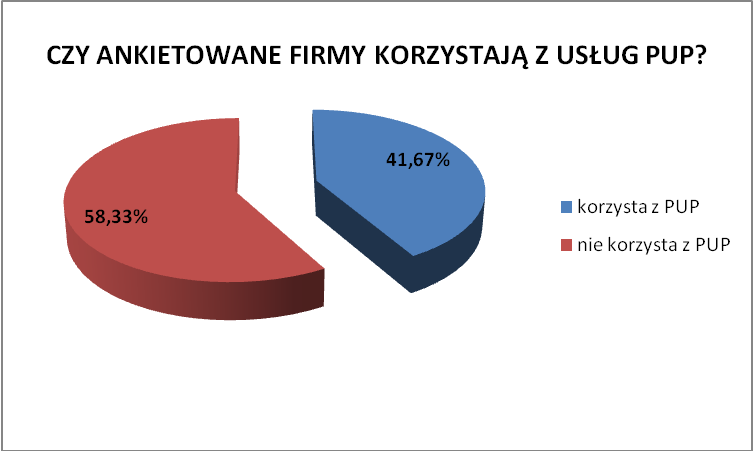 CZY ANKIETOWANE FIRMY KORZYSTAJĄ Z USŁUG PUP?
41,67%
58,33%
korzysta z PUP
nie korzysta z PUP